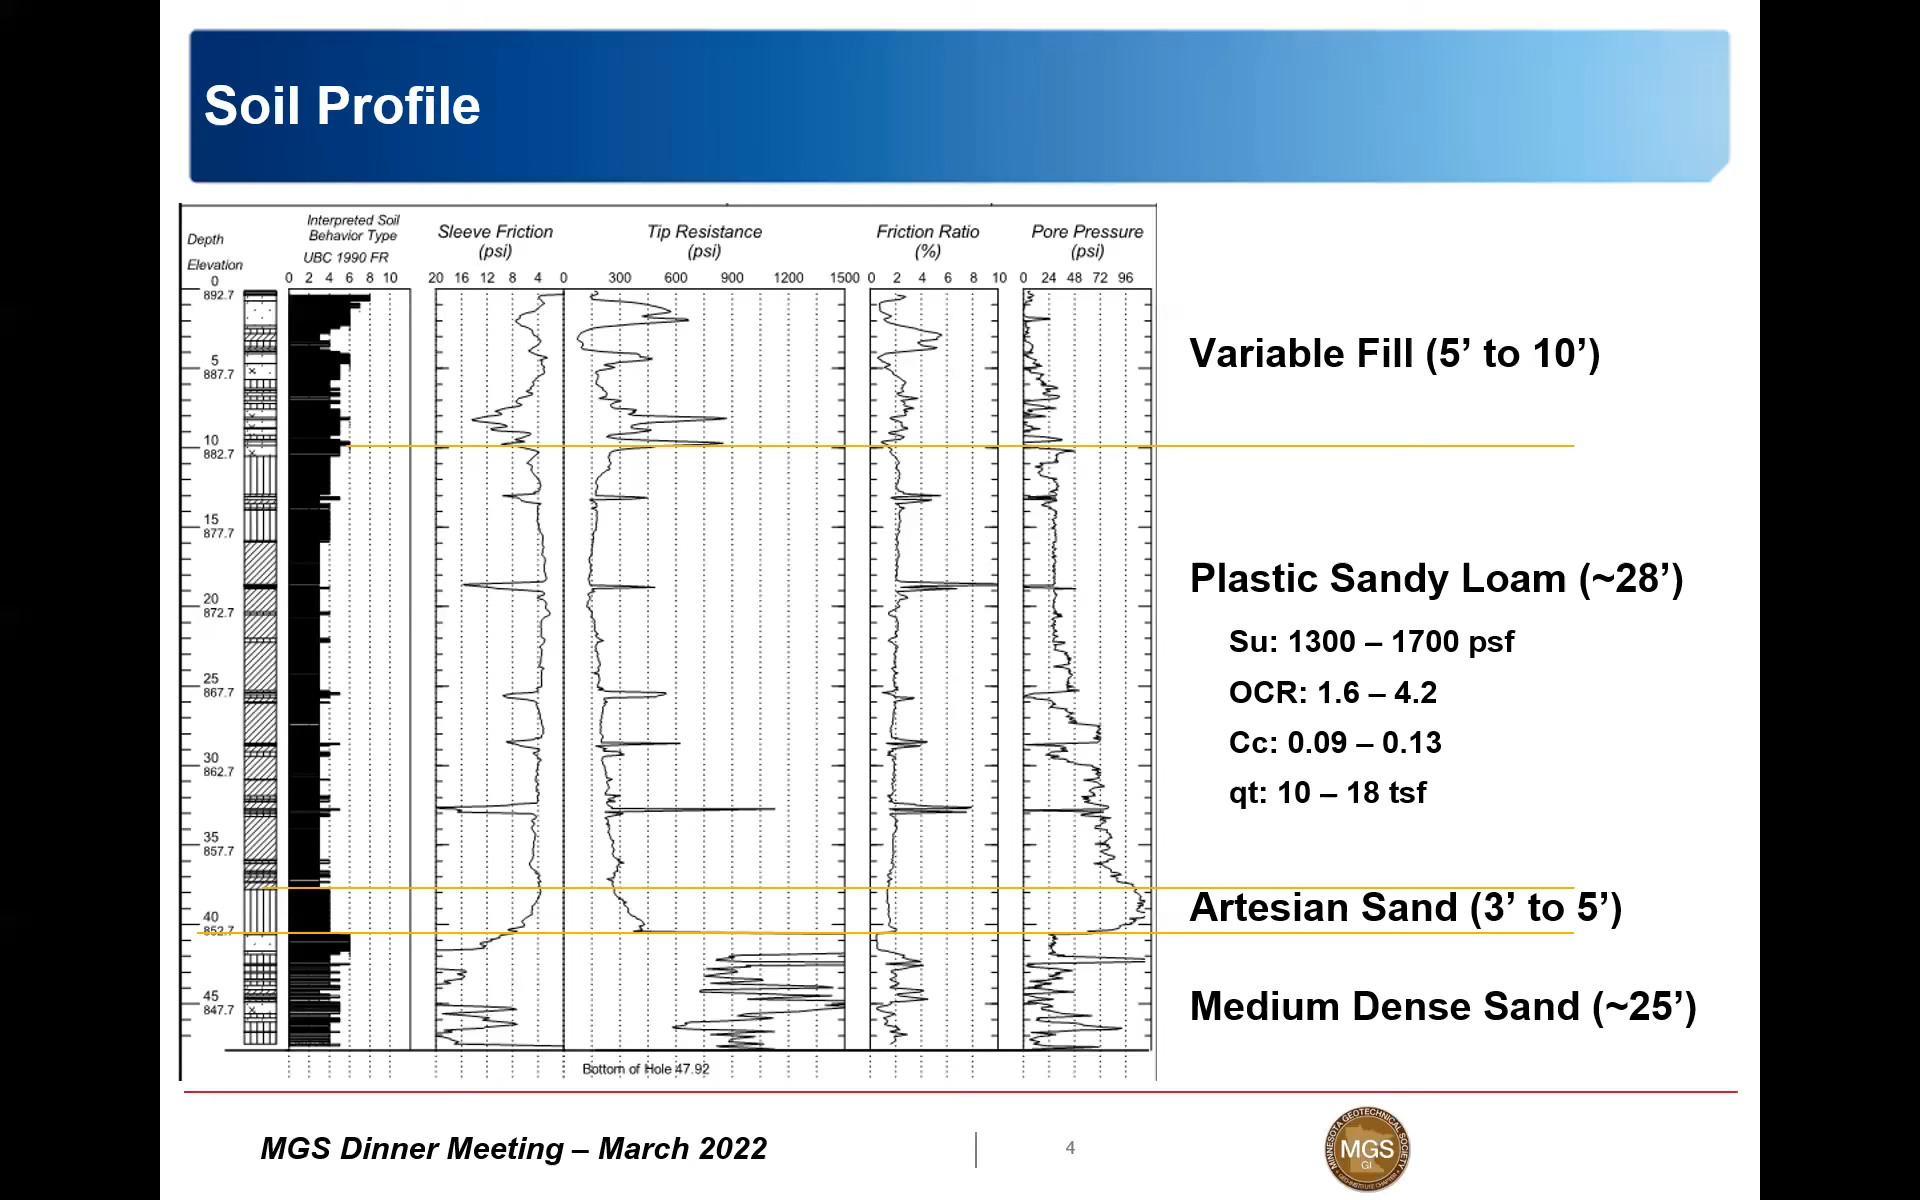 Soil Profile
Depth
Elevation
Interpreted Soil
Behavior Type
UBC 1990 FR
Sleeve Friction
(psi)
Tip Resistance
(psi)
Friction Ratio
(%)
Pore Pressure
(psi)
0 2 4 6 8 10
20 16 12 8 4 0
300 600 900 1200 1500
0 2 4 6 8 10
0 24 48 72 96
0
892.7
5
887.7
10
882.7
15
877.7
20
872.7
25
867.7
30
862.7
35
857.7
40
852.7
45
847.7
Bottom of Hole 47.92
Variable Fill (5’ to 10’)
Plastic Sandy Loam (~28’)
Su: 1300 – 1700 psf
OCR: 1.6 – 4.2
Cc: 0.09 – 0.13
qt: 10 – 18 tsf
Artesian Sand (3’ to 5’)
Medium Dense Sand (~25’)
MGS Dinner Meeting – March 2022
4
MINNESOTA GEOTECHNICAL SOCIETY
MGS
GI
GEO-INSTITUTE CHAPTER